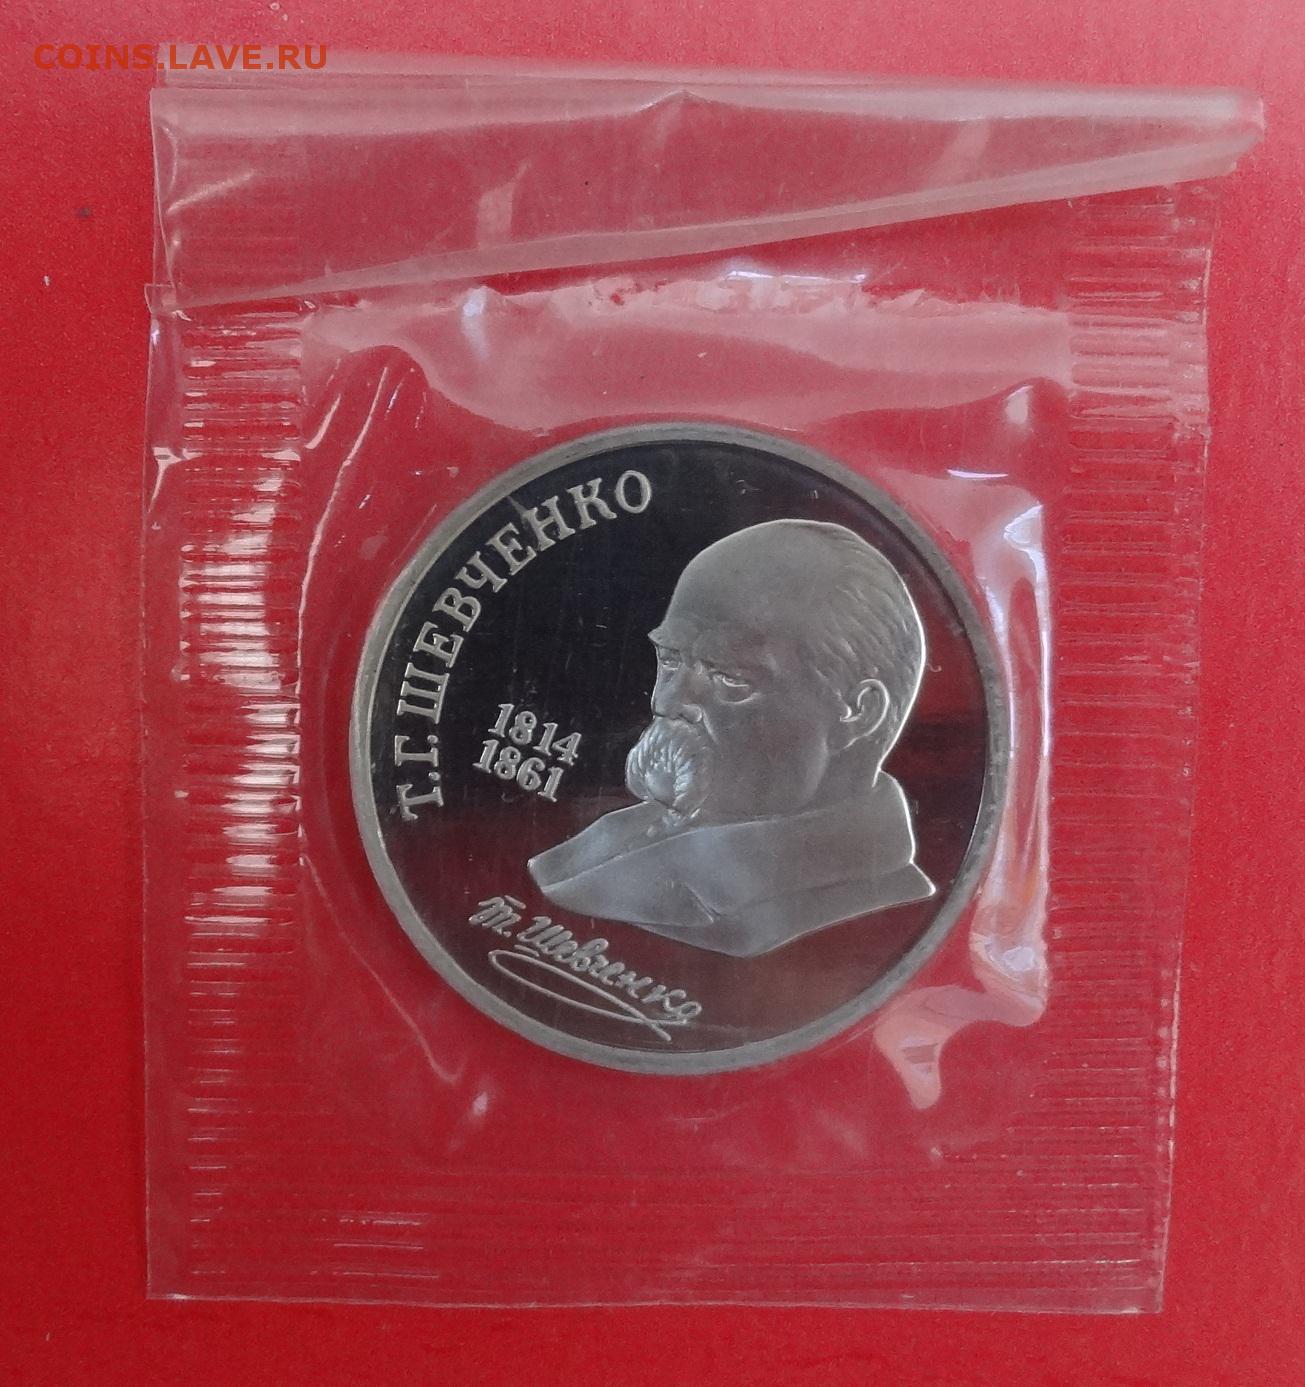 COINS.LAVE.RU
Т.Г.ШЕВЧЕНКО
1814
1861
Т. Шевченко